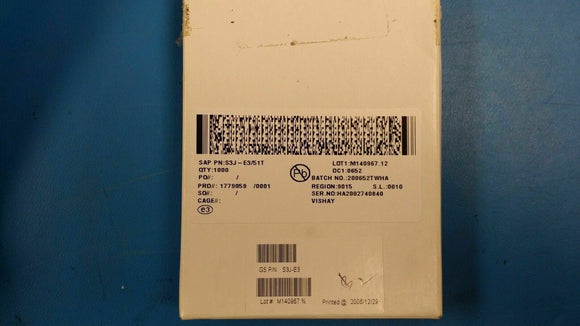 SAP PN:S3J-E3/51T
LOT1:M140967.12
QTY:1000
DC1:0652
PO#: /
Pb
BATCH NO.:200652TWHA
PRD#: 1779059 /0001
REGION:9015 S.L.:0010
SO#: /
SER.NO:HA2002740840
CAGE#:
VISHAY
e3
GS P/N S3J-E3
Lot # M140967.%
Printed @ 2006/12/29